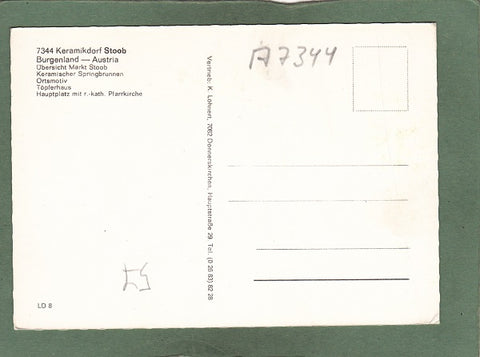 7344 Keramikdorf Stoob
Burgenland — Austria
Übersicht Markt Stoob
Keramischer Springbrunnen
Ortsmotiv
Töpferhaus
Hauptplatz mit r.-kath. Pfarrkirche
A7344
Vertrieb: K. Lohnert, 7082 Donnerskirchen, Hauptstraße 29 Tel. (0 26 83) 82 28
LD 8